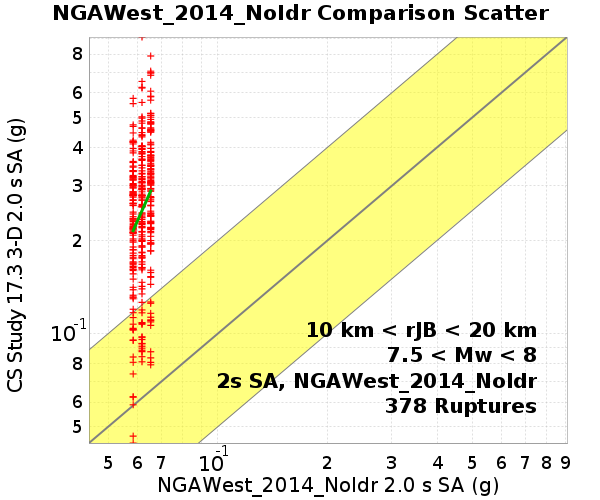 NGAWest_2014_NoIdr Comparison Scatter
CS Study 17.3 3-D 2.0 s SA (g)
8
6
5
4
3
2
10⁻¹
8
6
5
10 km < rJB < 20 km
7.5 < Mw < 8
2s SA, NGAWest_2014_NoIdr
378 Ruptures
5 6 7 10⁻¹ 2 3 4 5 6 7 8 9
NGAWest_2014_NoIdr 2.0 s SA (g)